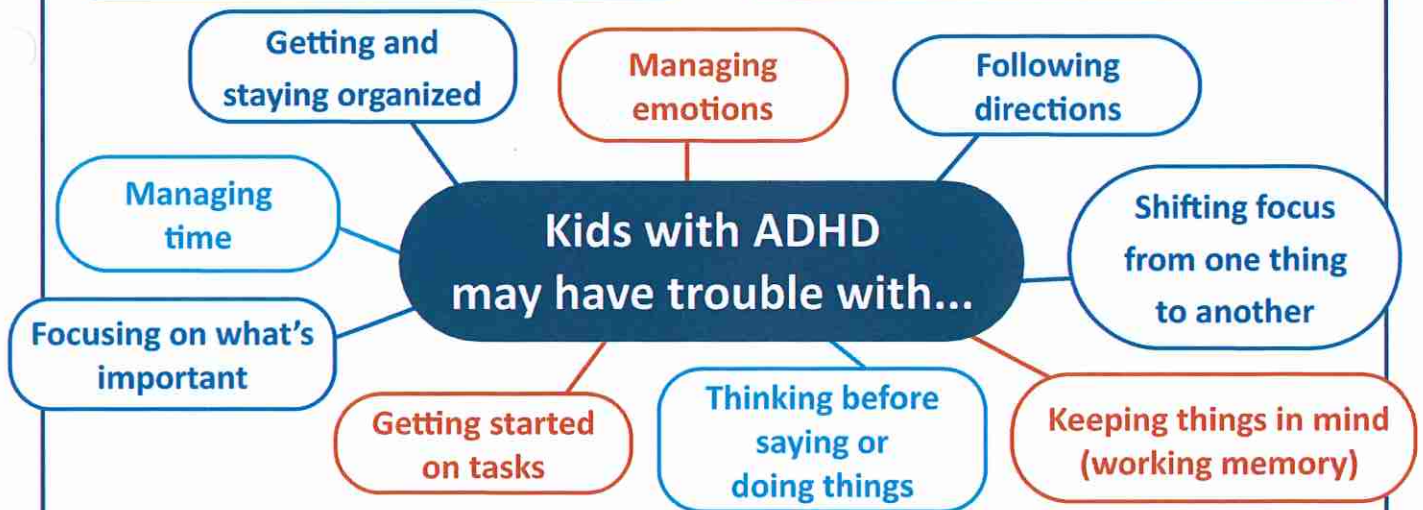 Getting and
staying organized
Managing
emotions
Following
directions
Managing
time
Kids with ADHD
may have trouble with...
Shifting focus
from one thing
to another
Focusing on what's
important
Getting started
on tasks
Thinking before
saying or
doing things
Keeping things in mind
(working memory)